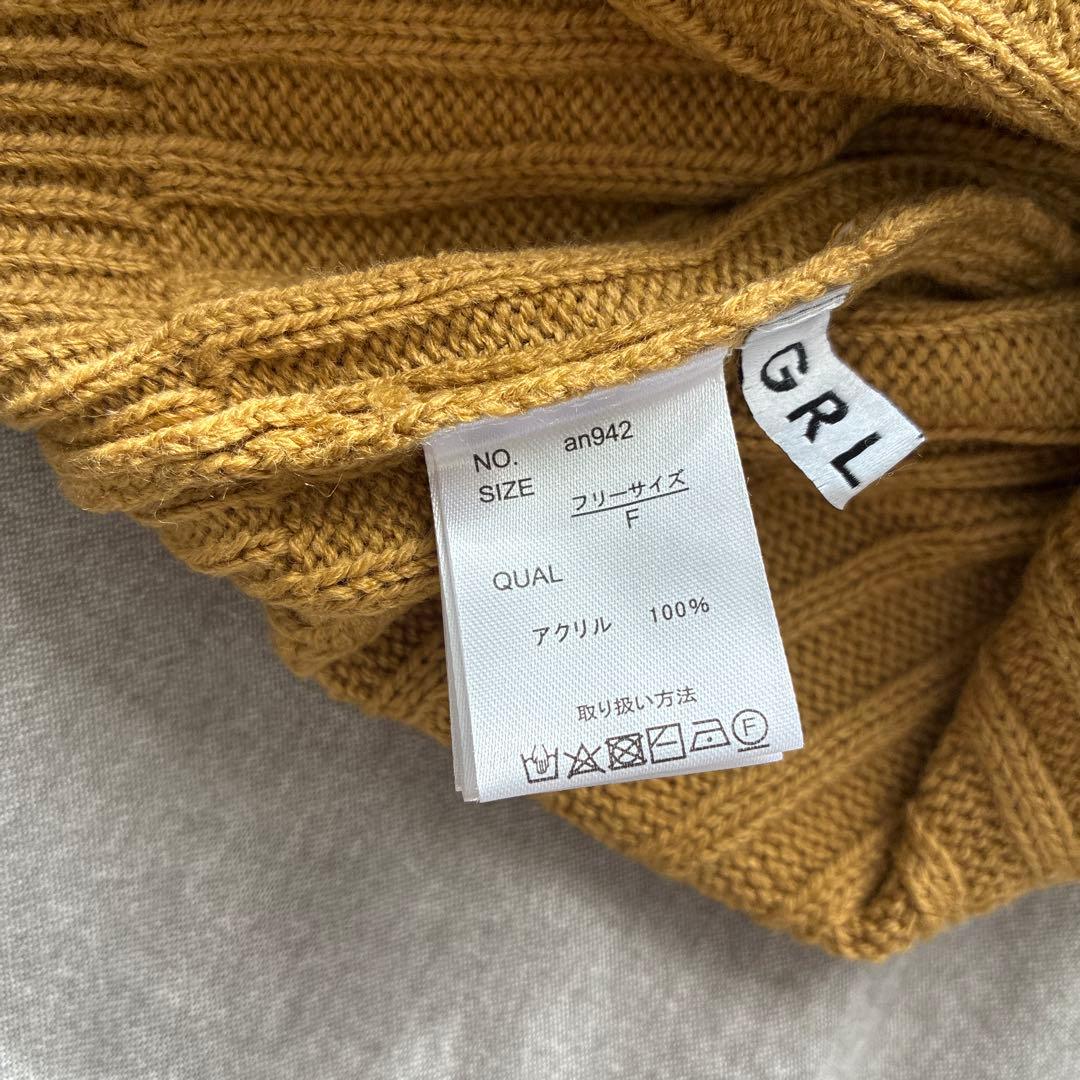 NO. an942
SIZE フリーサイズ
F
QUAL
アクリル 100%
取り扱い方法
F
GRL